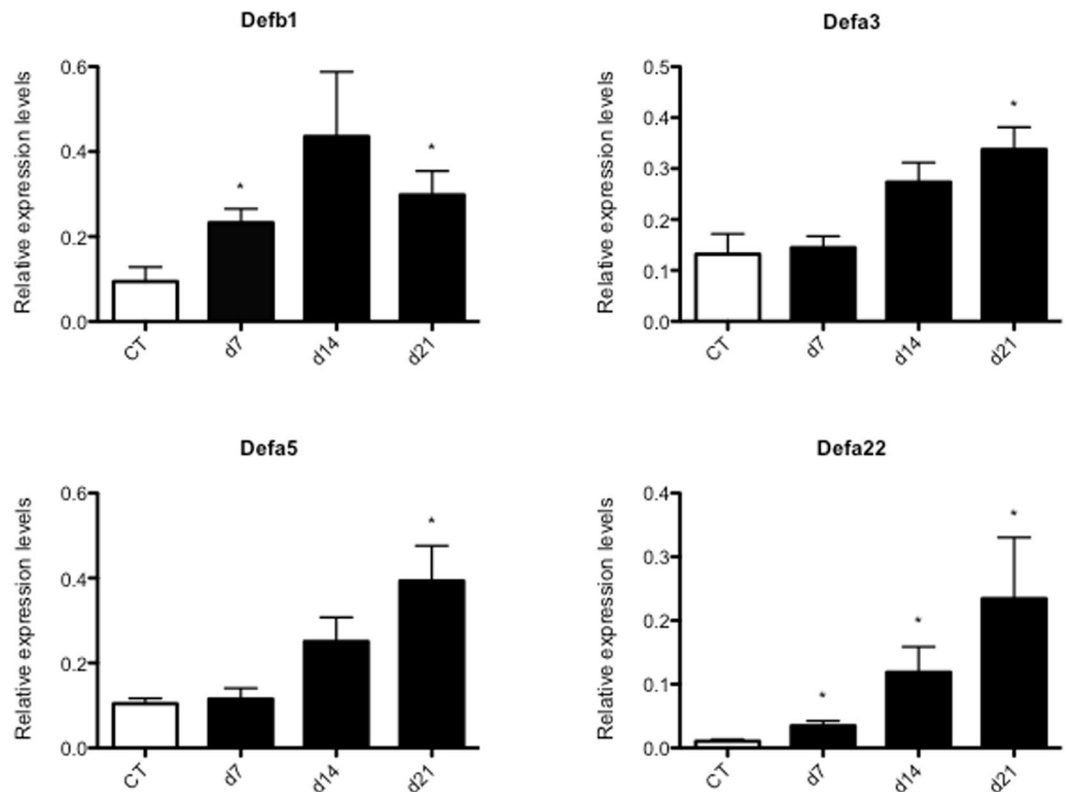 Defb1
Relative expression levels
0.6
0.4
0.2
0.0
*
*
CT
d7
d14
d21
Defa3
Relative expression levels
0.5
0.4
0.3
0.2
0.1
0.0
*
CT
d7
d14
d21
Defa5
Relative expression levels
0.6
0.4
0.2
0.0
*
CT
d7
d14
d21
Defa22
Relative expression levels
0.4
0.3
0.2
0.1
0.0
*
*
*
CT
d7
d14
d21